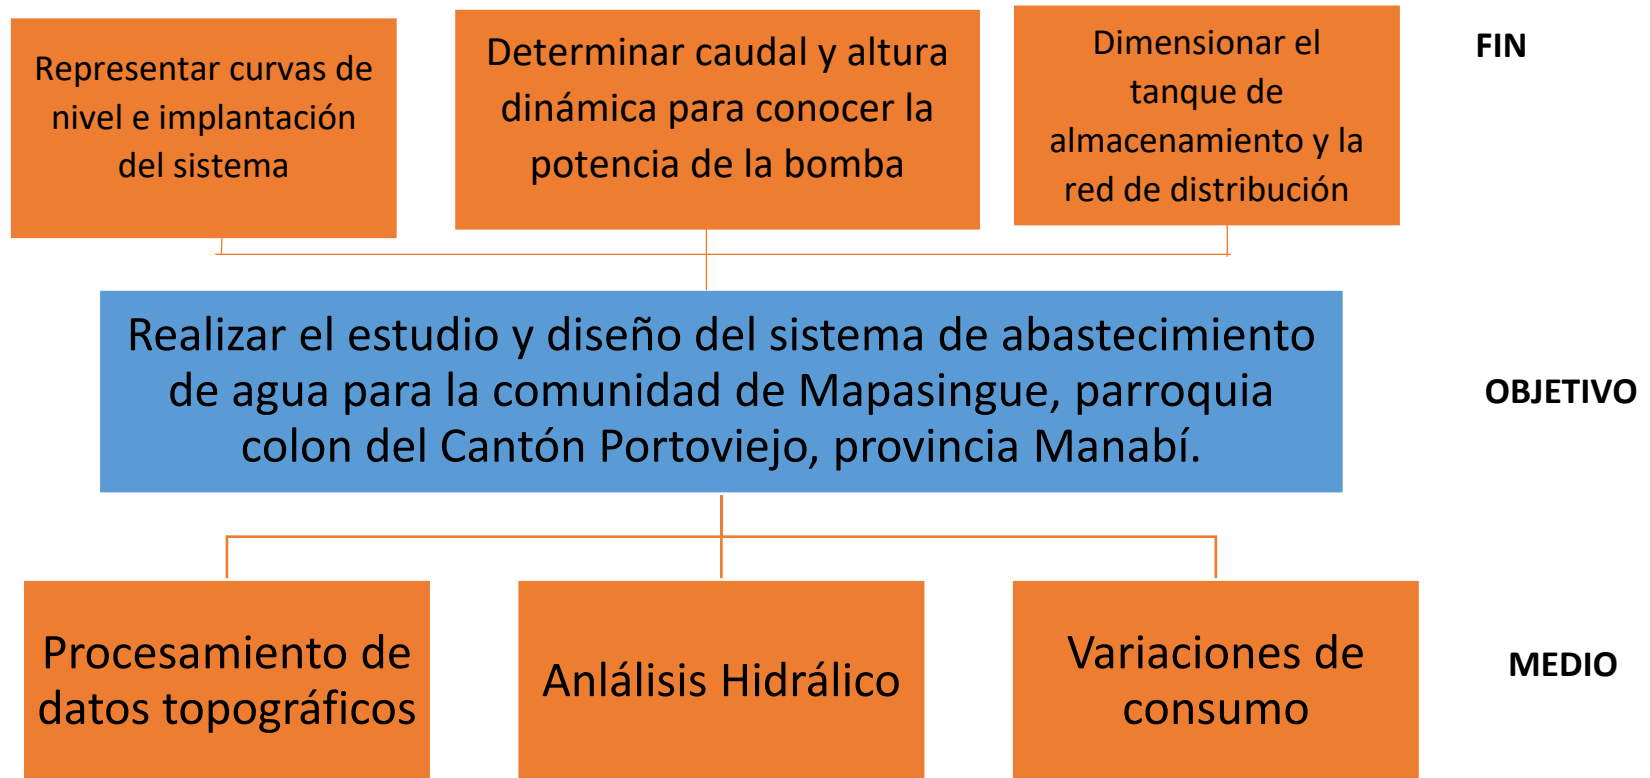 Representar curvas de
nivel e implantación
del sistema
Determinar caudal y altura
dinámica para conocer la
potencia de la bomba
Dimensionar el
tanque de
almacenamiento y la
red de distribución
FIN
Realizar el estudio y diseño del sistema de abastecimiento
de agua para la comunidad de Mapasingue, parroquia
colon del Cantón Portoviejo, provincia Manabí.
OBJETIVO
Procesamiento de
datos topográficos
Anlálisis Hidrálico
Variaciones de
consumo
MEDIO